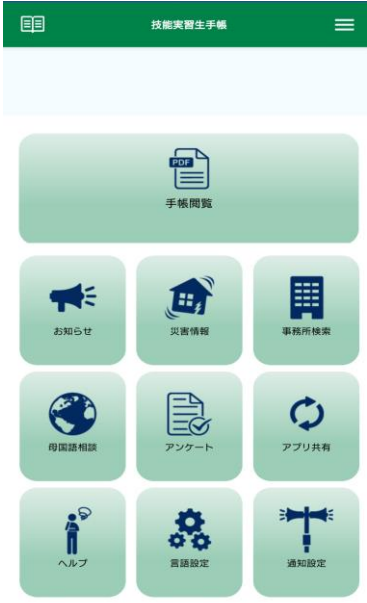 技能実習生手帳
PDF
手帳閲覧
お知らせ
災害情報
事務所検索
母国語相談
アンケート
アプリ共有
ヘルプ
言語設定
通知設定